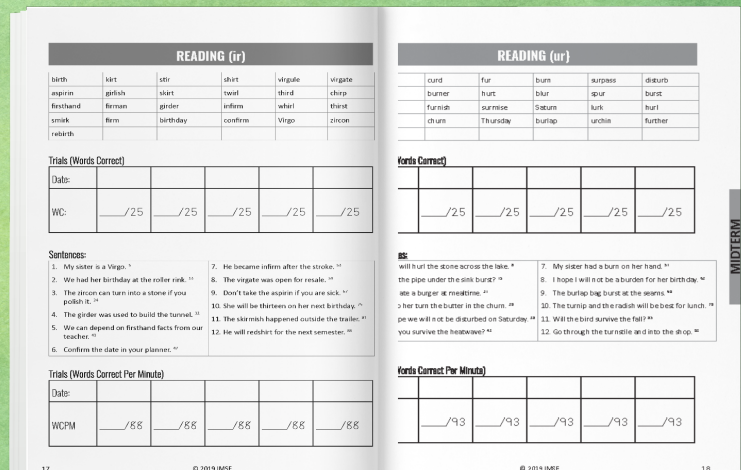 READING (ir)
birth kirt stir shirt virgule virgate
aspirin girlish skirt twirl third chirp
firsthand firman girder infirm whirl thirst
smirk firm birthday confirm Virgo zircon
rebirth
Trials (Words Correct)
Date:
WC: ___/25 ___/25 ___/25 ___/25 ___/25
Sentences:
1. My sister is a Virgo.
2. We had her birthday at the roller rink.
3. The zircon can turn into a stone if you
polish it.
4. The girder was used to build the tunnel.
5. We can depend on firsthand facts from our
teacher.
6. Confirm the date in your planner.
7. He became infirm after the stroke.
8. The virgate was open for resale.
9. Don't take the aspirin if you are sick.
10. She will be thirteen on her next birthday.
11. The skirmish happened outside the trailer.
12. He will redshirt for the next semester.
Trials (Words Correct Per Minute)
Date:
WCPM ___/88 ___/88 ___/88 ___/88 ___/88
© 2019 IMSE
READING (ur)
curd fur burn surpass disturb
burner hurt blur spur burst
furnish surmise Saturn lurk hurl
churn Thursday burlap urchin further
Words Correct)
___/25 ___/25 ___/25 ___/25 ___/25
es:
will hurl the stone across the lake.
the pipe under the sink burst?
ate a burger at mealtime.
her turn the butter in the churn.
pe we will not be disturbed on Saturday.
you survive the heatwave?
7. My sister had a burn on her hand.
8. I hope I will not be a burden for her birthday.
9. The burlap bag burst at the seams.
10. The turnip and the radish will be best for lunch.
11. Will the bird survive the fall?
12. Go through the turnstile and into the shop.
Words Correct Per Minute)
___/93 ___/93 ___/93 ___/93 ___/93
© 2019 IMSE
MIDTERM